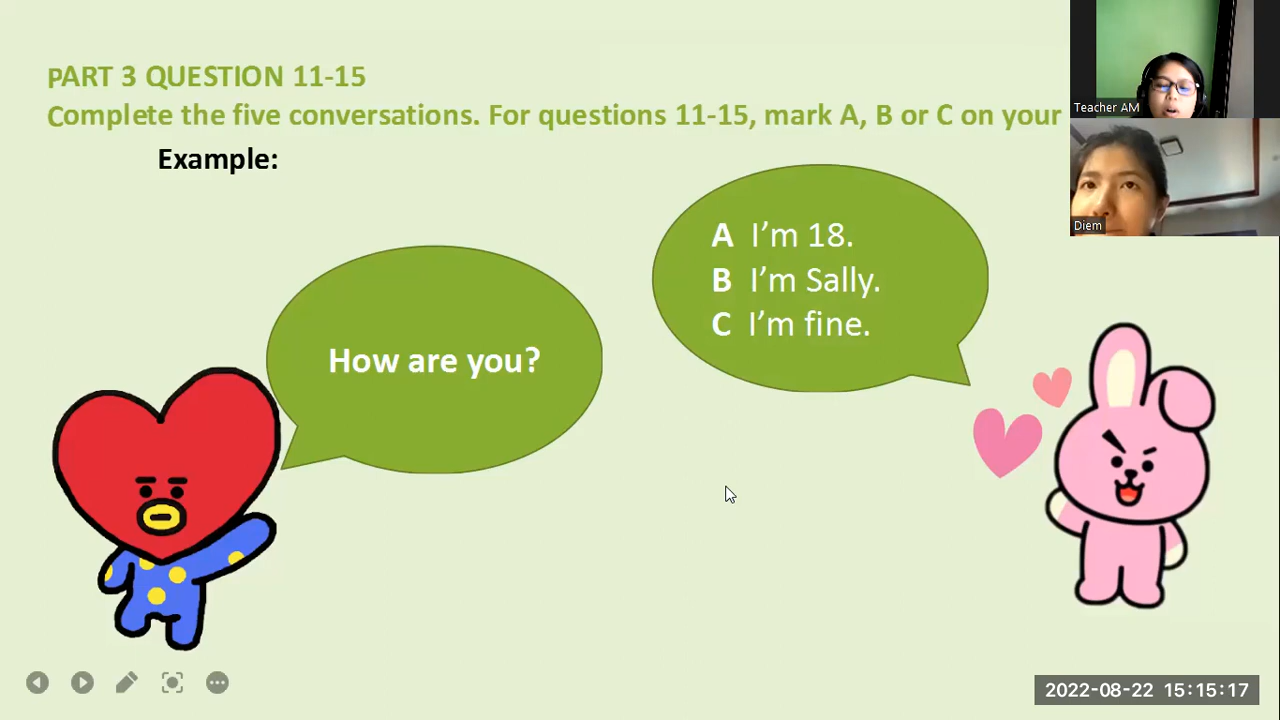 PART 3 QUESTION 11-15
Complete the five conversations. For questions 11-15, mark A, B or C on your
Example:
How are you?
A I'm 18.
B I'm Sally.
C I'm fine.
Teacher AM
Diem
2022-08-22 15:15:17